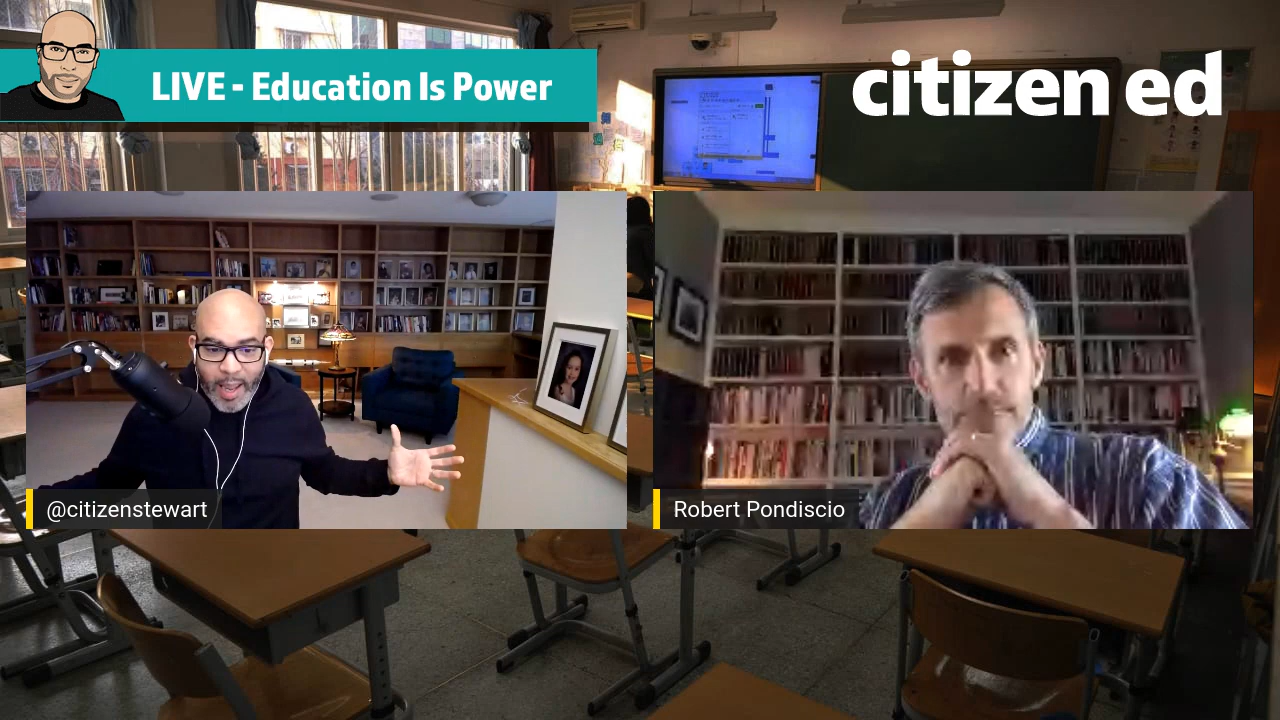 LIVE - Education Is Power
citizen ed
@citizenstewart
Robert Pondiscio